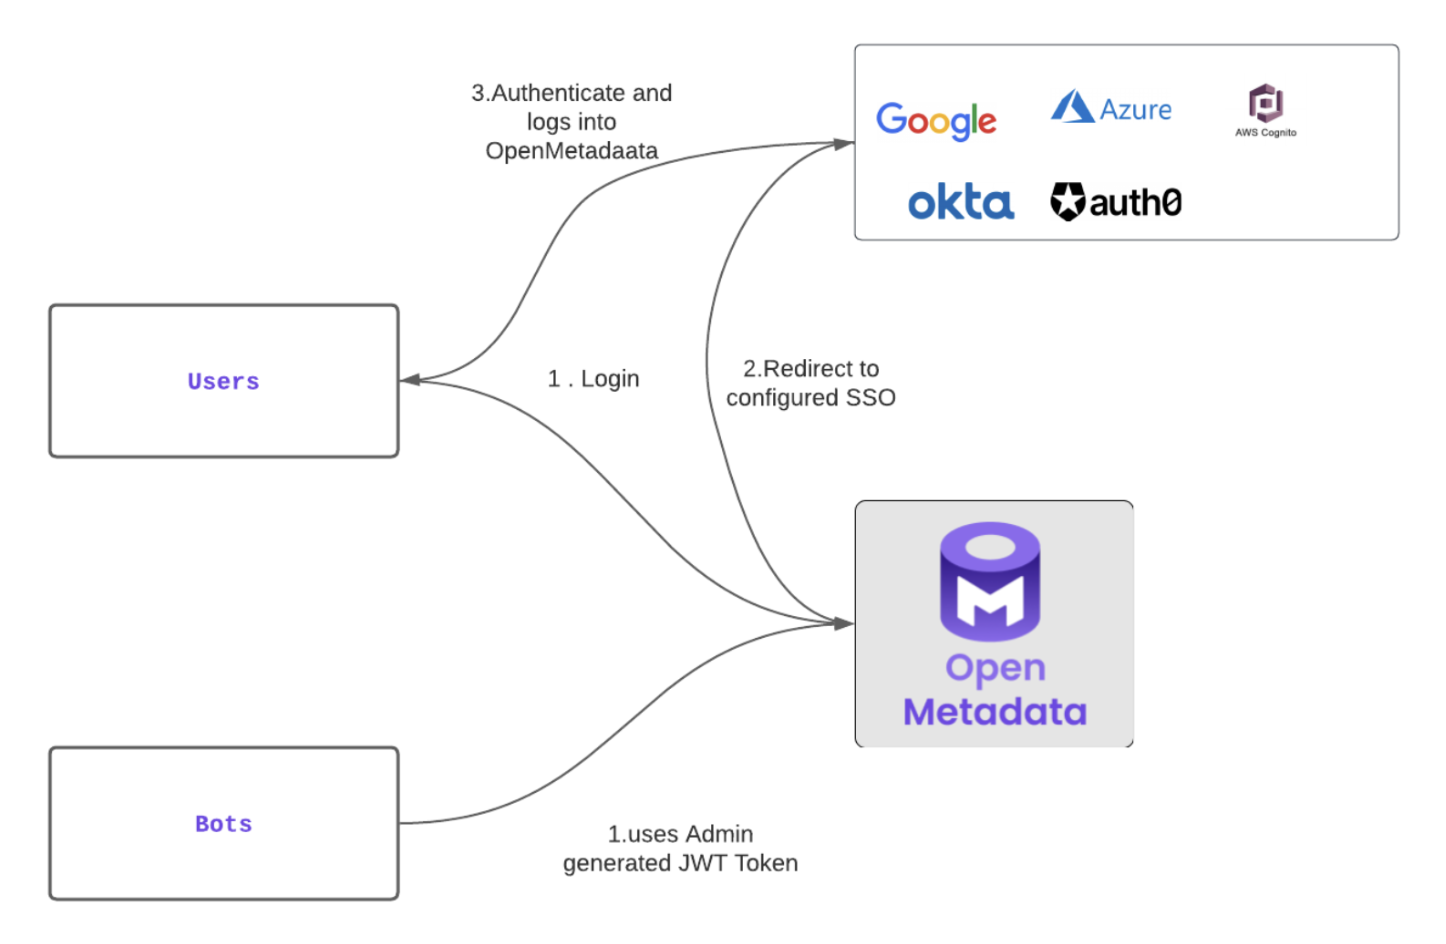 3.Authenticate and
logs into
OpenMetadaata
Google
Azure
AWS Cognito
okta
auth0
Users
1 . Login
2.Redirect to
configured SSO
Open
Metadata
Bots
1.uses Admin
generated JWT Token